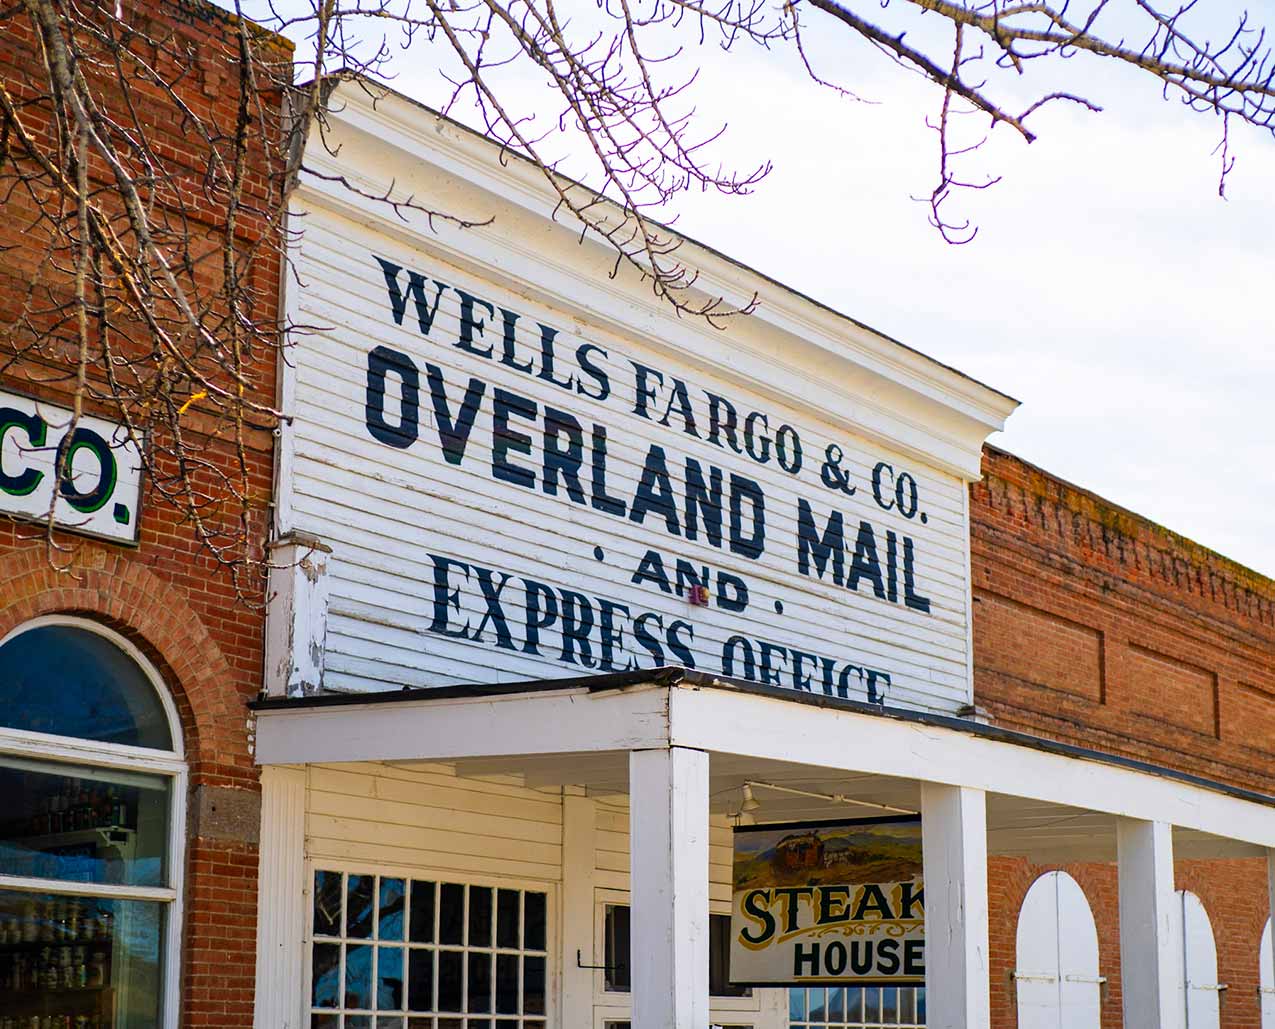 WELLS FARGO & CO.
OVERLAND MAIL
· AND ·
EXPRESS OFFICE
CO.
STEAK
HOUSE